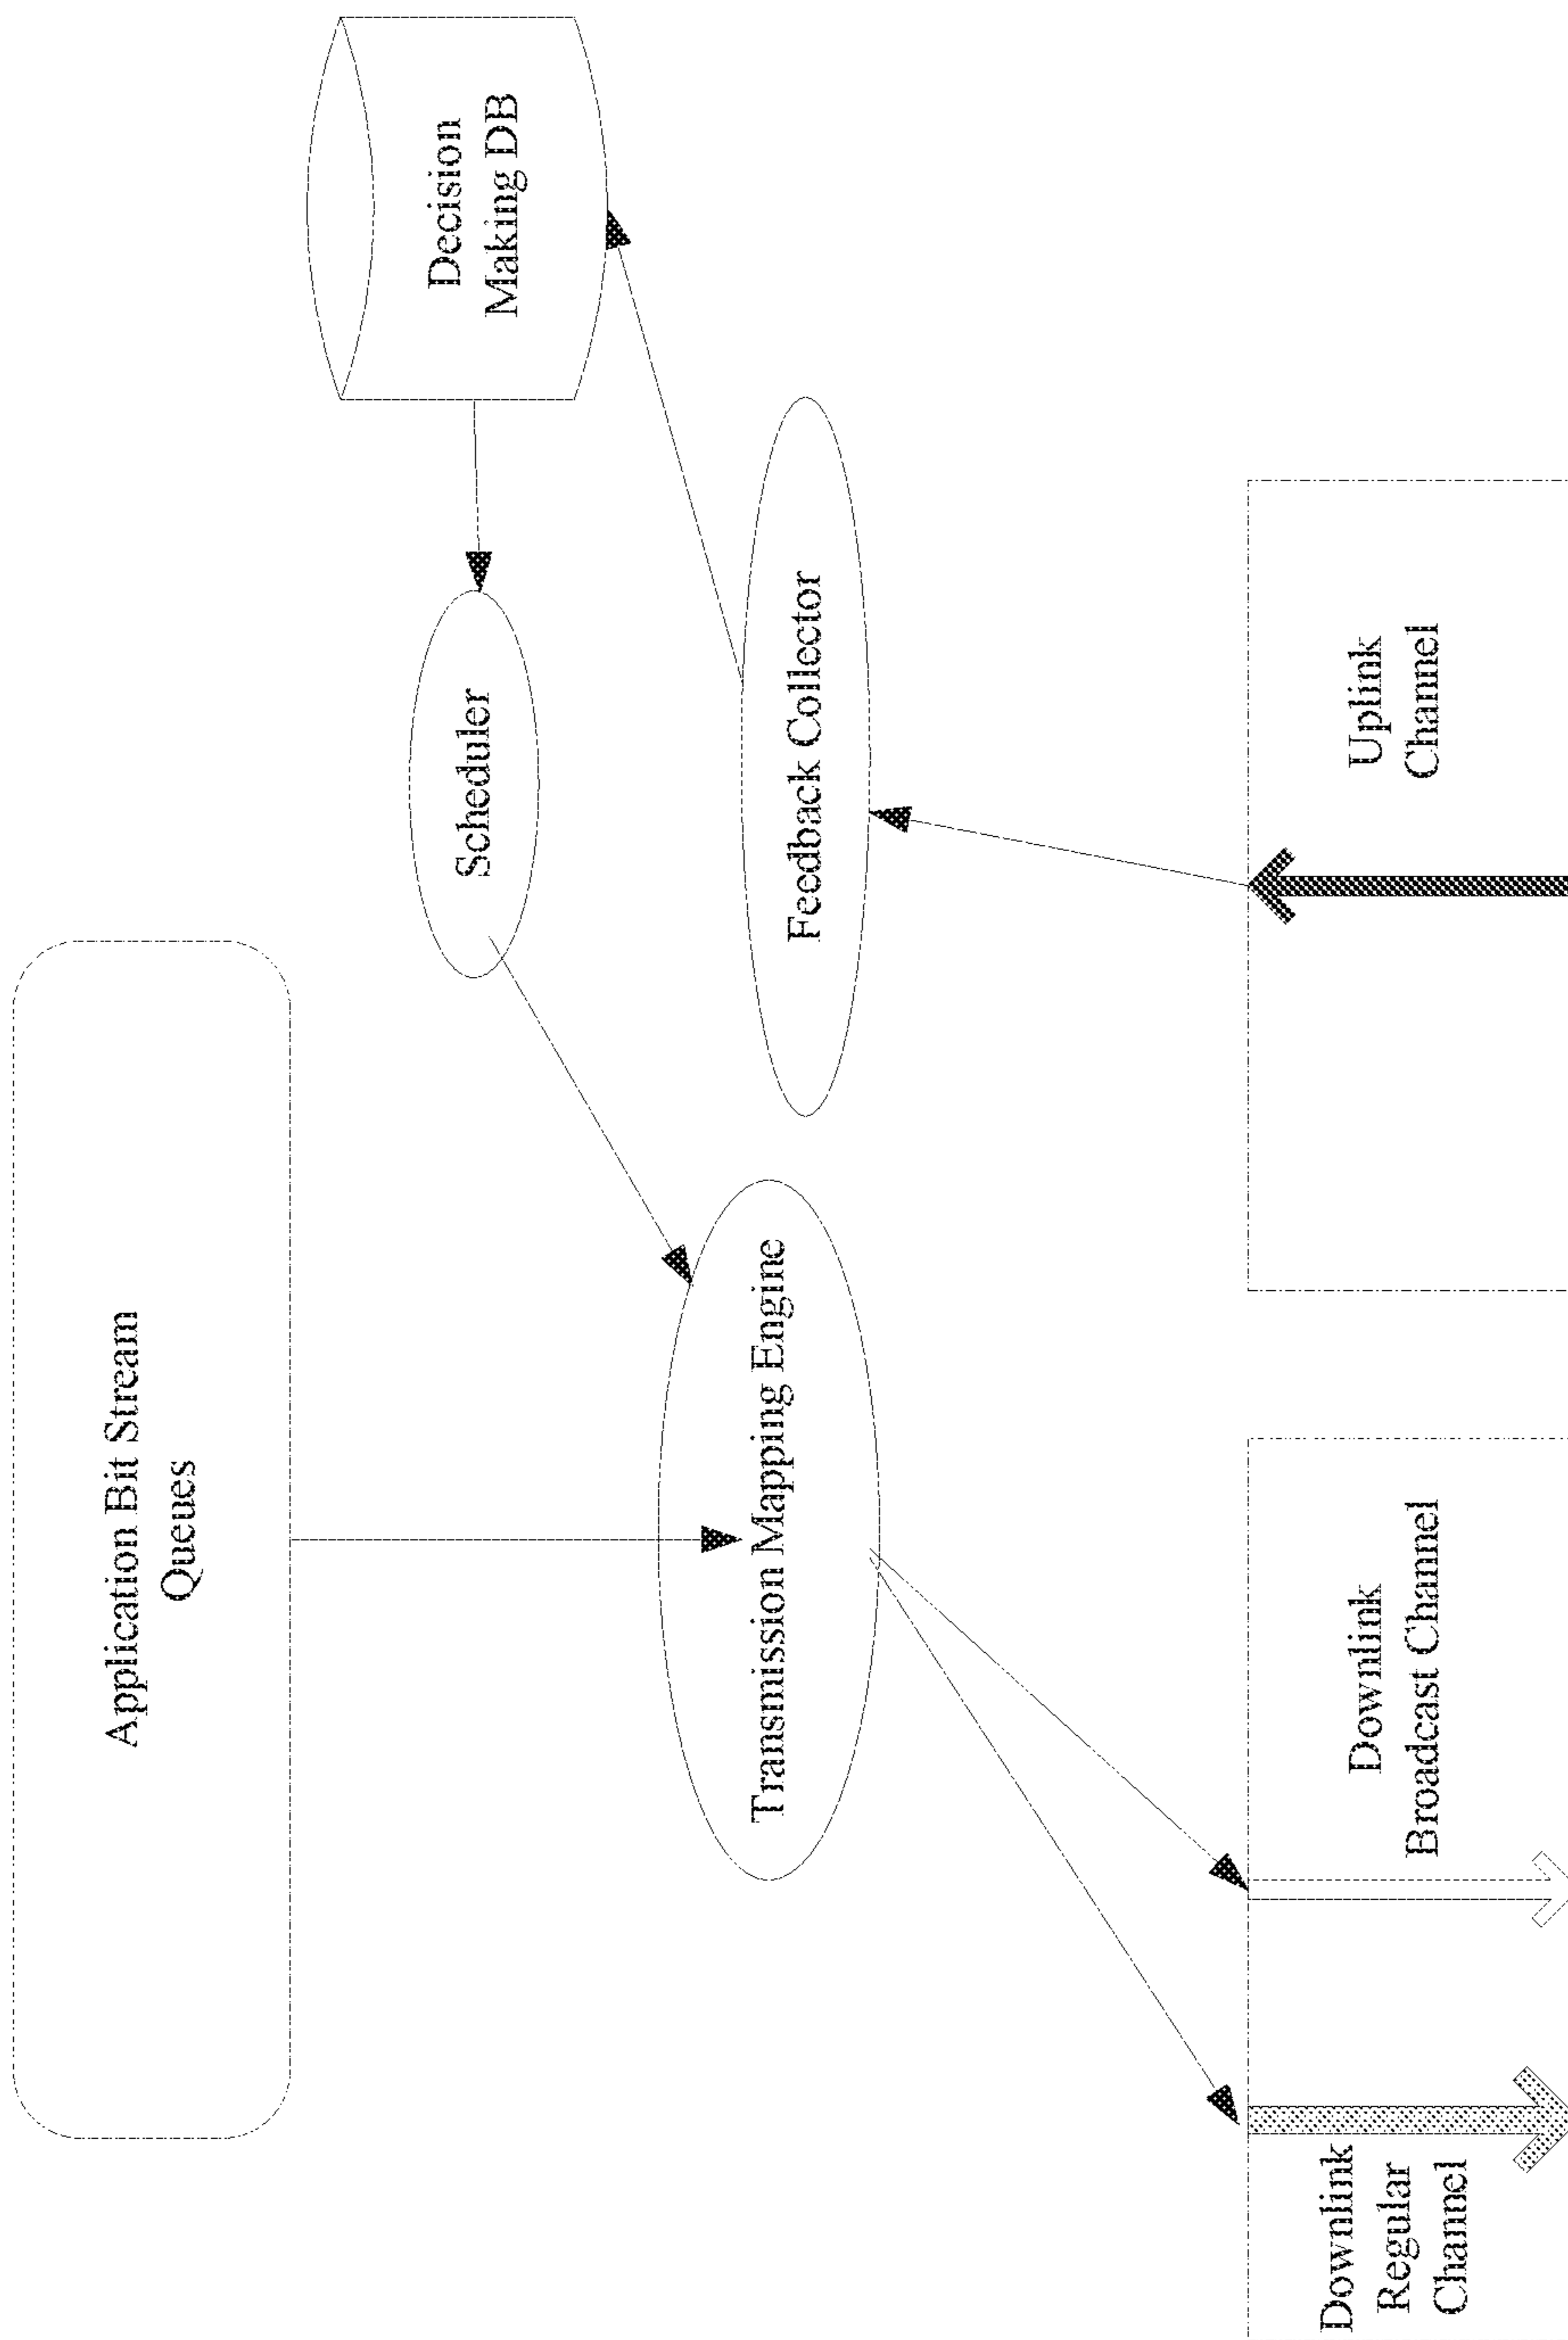 Application Bit Stream
Queues
Decision
Making DB
Scheduler
Transmission Mapping Engine
Feedback Collector
Downlink
Regular
Channel
Downlink
Broadcast Channel
Uplink
Channel